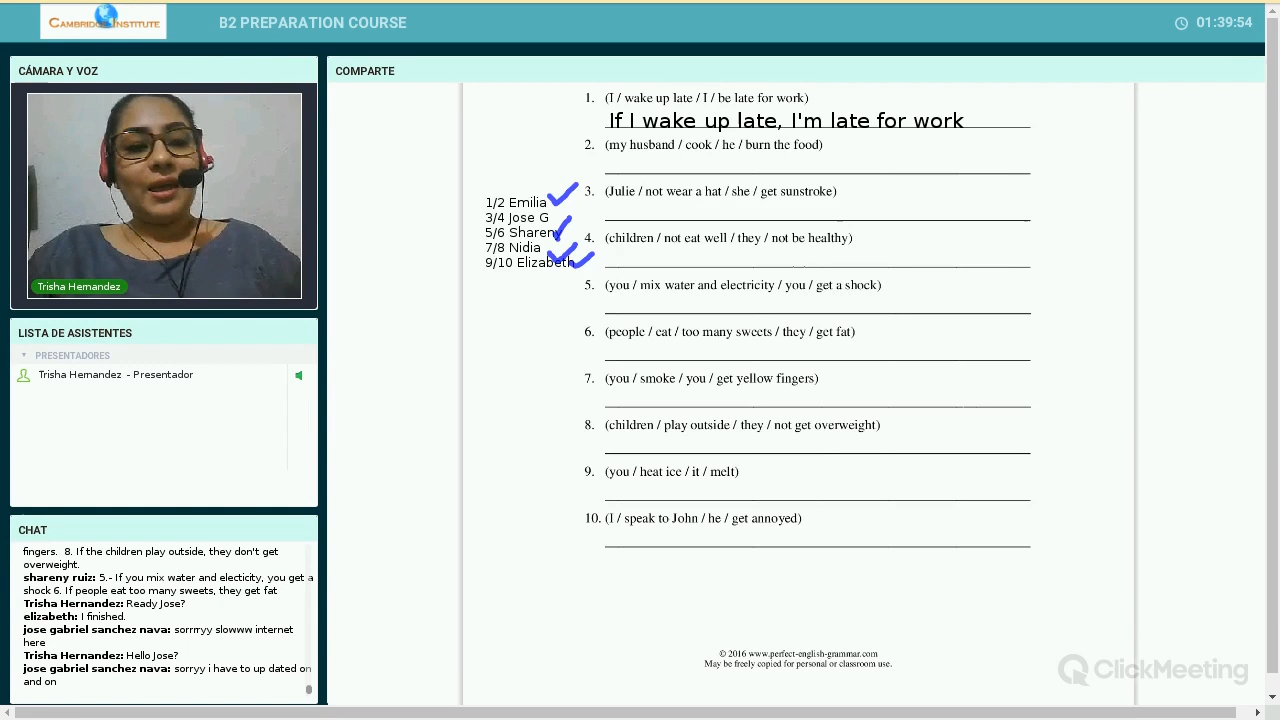 CAMBRIDGE INSTITUTE
B2 PREPARATION COURSE
01:39:54
CÁMARA Y VOZ
Trisha Hernandez
LISTA DE ASISTENTES
PRESENTADORES
Trisha Hernandez - Presentador
CHAT
fingers. 8. If the children play outside, they don't get
overweight.
shareny ruiz: 5.- If you mix water and electicity, you get a
shock 6. If people eat too many sweets, they get fat
Trisha Hernandez: Ready Jose?
elizabeth: I finished.
jose gabriel sanchez nava: sorrryy slowww internet
here
Trisha Hernandez: Hello Jose?
jose gabriel sanchez nava: sorryy i have to up dated on
and on
COMPARTE
1. (I / wake up late / I / be late for work)
If I wake up late, I'm late for work
2. (my husband / cook / he / burn the food)
3. (Julie / not wear a hat / she / get sunstroke)
1/2 Emilia
3/4 Jose G
5/6 Shareny
7/8 Nidia
9/10 Elizabeth
4. (children / not eat well / they / not be healthy)
5. (you / mix water and electricity / you / get a shock)
6. (people / eat / too many sweets / they / get fat)
7. (you / smoke / you / get yellow fingers)
8. (children / play outside / they / not get overweight)
9. (you / heat ice / it / melt)
10. (I / speak to John / he / get annoyed)
© 2016 www.perfect-english-grammar.com
May be freely copied for personal or classroom use.
ClickMeeting